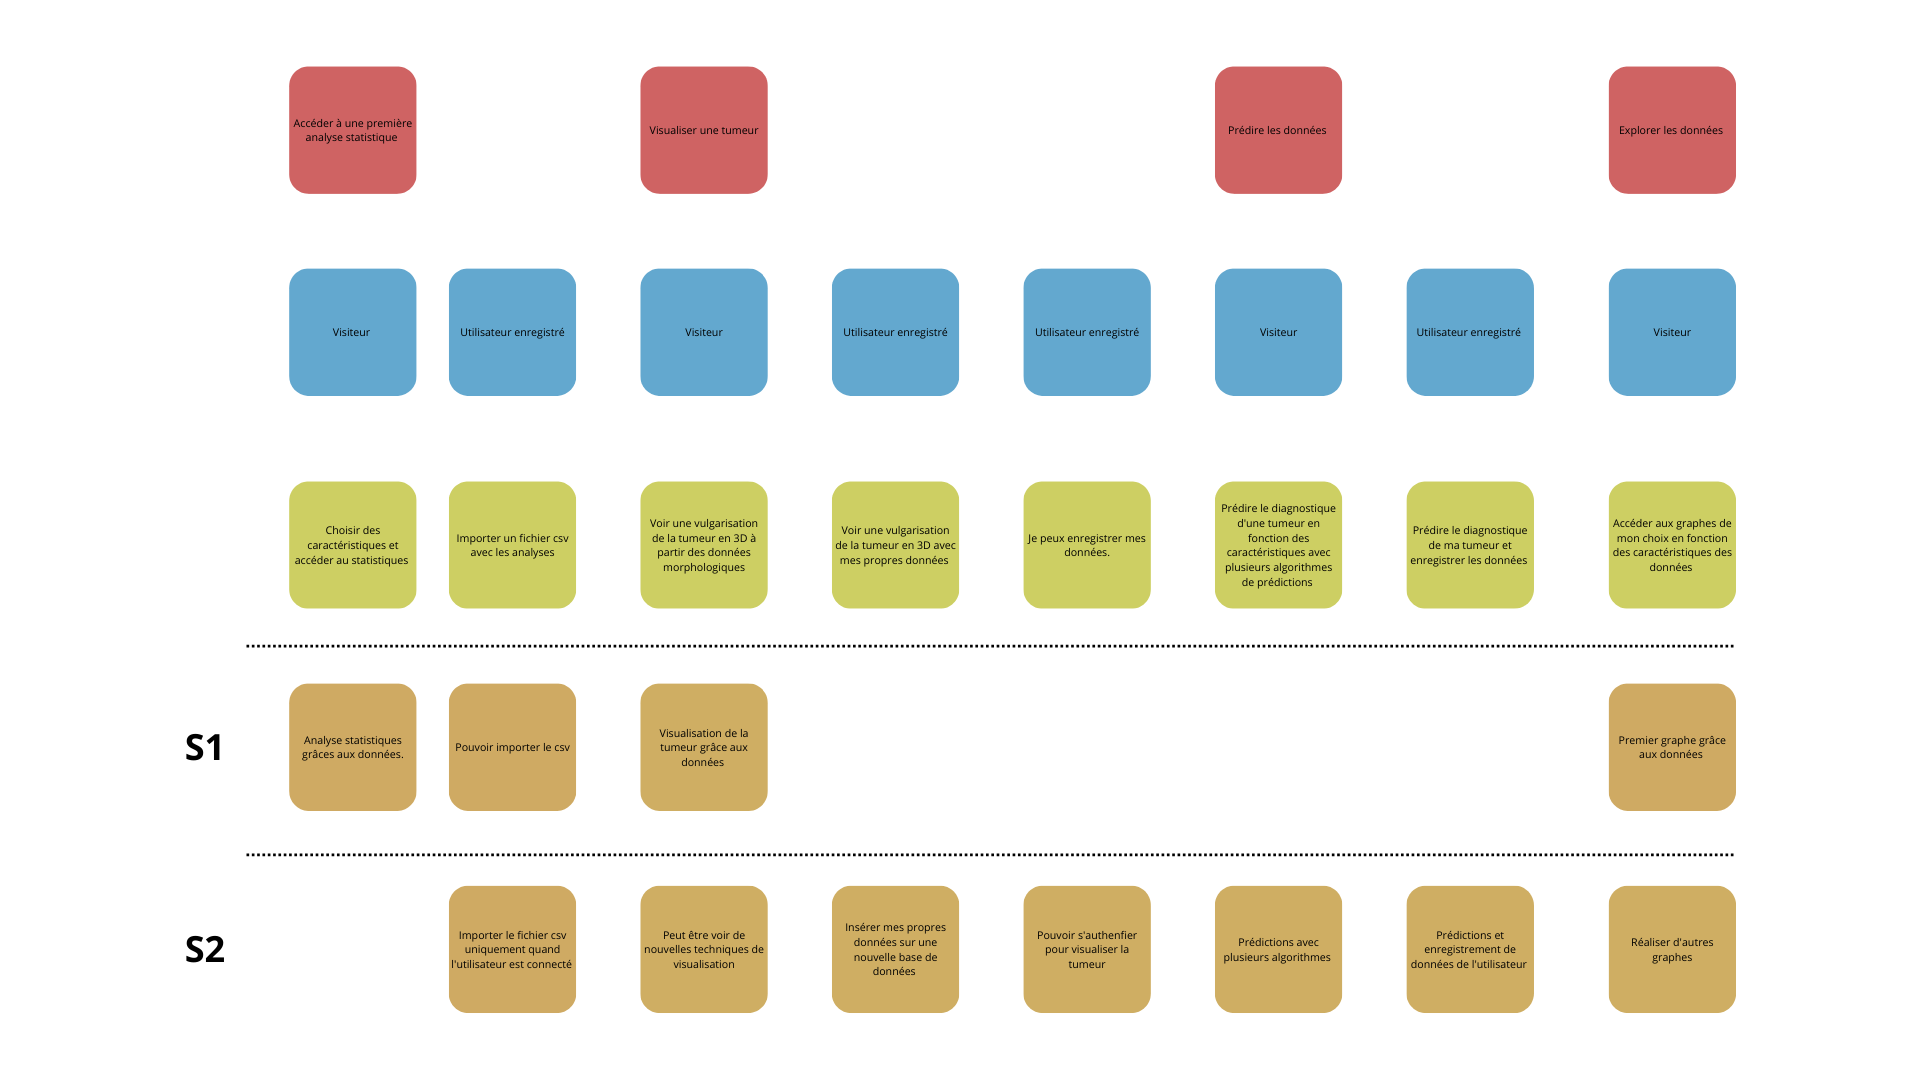 Accéder à une première
analyse statistique
Visualiser une tumeur
Prédire les données
Explorer les données
Visiteur
Utilisateur enregistré
Visiteur
Utilisateur enregistré
Utilisateur enregistré
Visiteur
Utilisateur enregistré
Visiteur
Choisir des
caractéristiques et
accéder au statistiques
Importer un fichier csv
avec les analyses
Voir une vulgarisation
de la tumeur en 3D à
partir des données
morphologiques
Voir une vulgarisation
de la tumeur en 3D avec
mes propres données
Je peux enregistrer mes
données.
Prédire le diagnostique
d'une tumeur en
fonction des
caractéristiques avec
plusieurs algorithmes
de prédictions
Prédire le diagnostique
de ma tumeur et
enregistrer les données
Accéder aux graphes de
mon choix en fonction
des caractéristiques des
données
S1
Analyse statistiques
grâces aux données.
Pouvoir importer le csv
Visualisation de la
tumeur grâce aux
données
Premier graphe grâce
aux données
S2
Importer le fichier csv
uniquement quand
l'utilisateur est connecté
Peut être voir de
nouvelles techniques de
visualisation
Insérer mes propres
données sur une
nouvelle base de
données
Pouvoir s'authenfier
pour visualiser la
tumeur
Prédictions avec
plusieurs algorithmes
Prédictions et
enregistrement de
données de l'utilisateur
Réaliser d'autres
graphes